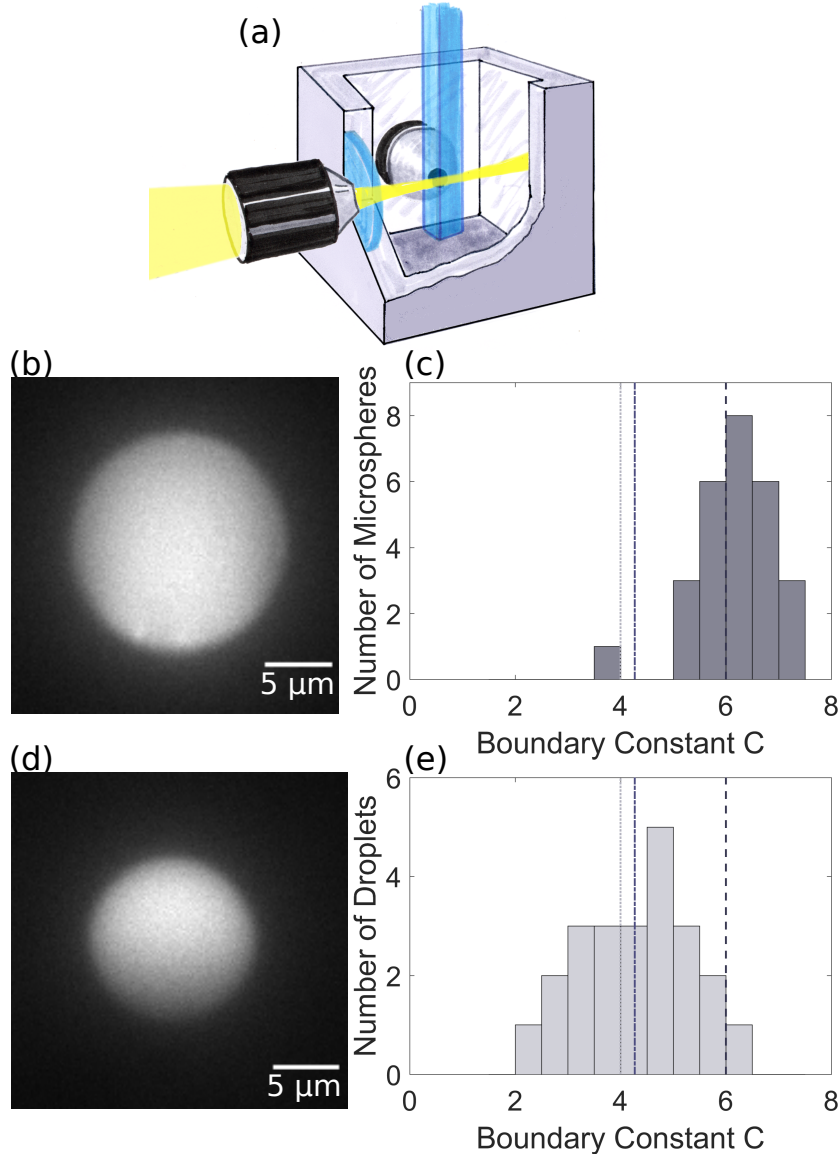 (a)
(b)
5 μm
(c)
Number of Microspheres
0
2
4
6
8
0
2
4
6
8
Boundary Constant C
(d)
5 μm
(e)
Number of Droplets
6
4
2
0
0
2
4
6
8
Boundary Constant C